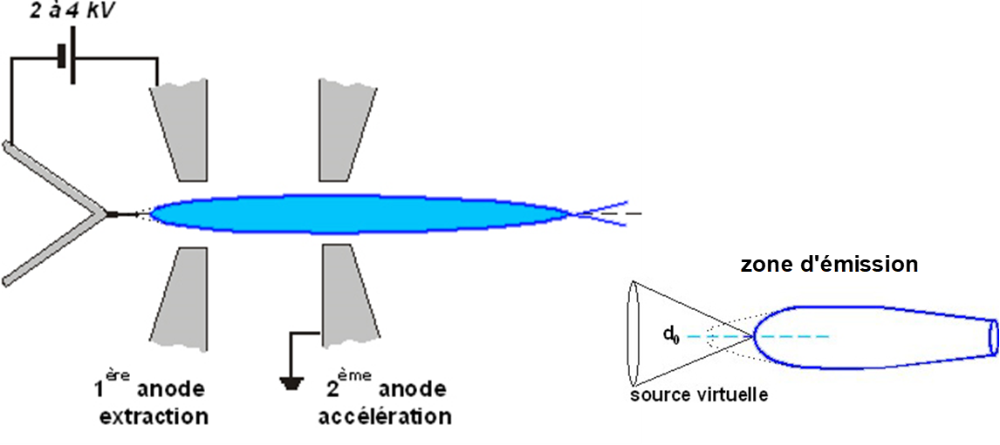 2 à 4 kV
zone d'émission
d₀
source virtuelle
1ère anode
extraction
2ème anode
accélération